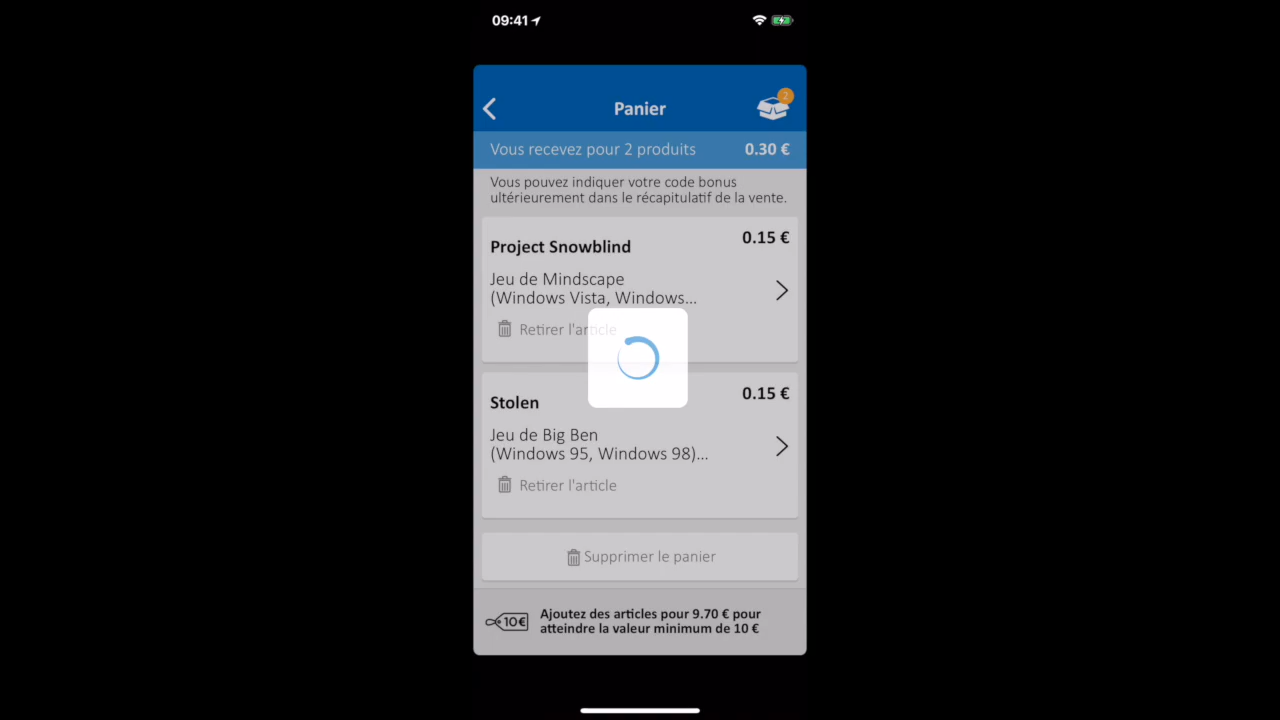 09:41
2
Panier
Vous recevez pour 2 produits 0.30 €
Vous pouvez indiquer votre code bonus
ultérieurement dans le récapitulatif de la vente.
0.15 €
Project Snowblind
Jeu de Mindscape
(Windows Vista, Windows...
Retirer l'article
0.15 €
Stolen
Jeu de Big Ben
(Windows 95, Windows 98)...
Retirer l'article
Supprimer le panier
10€
Ajoutez des articles pour 9.70 € pour
atteindre la valeur minimum de 10 €